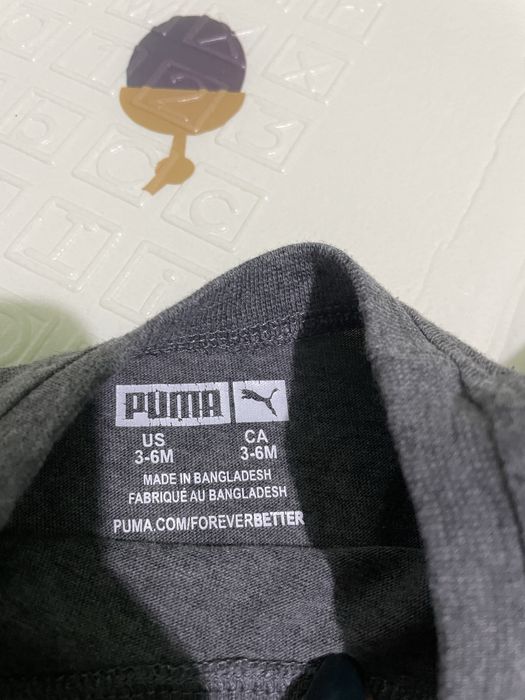 PUMA
US CA
3-6M 3-6M
MADE IN BANGLADESH
FABRIQUÉ AU BANGLADESH
PUMA.COM/FOREVERBETTER